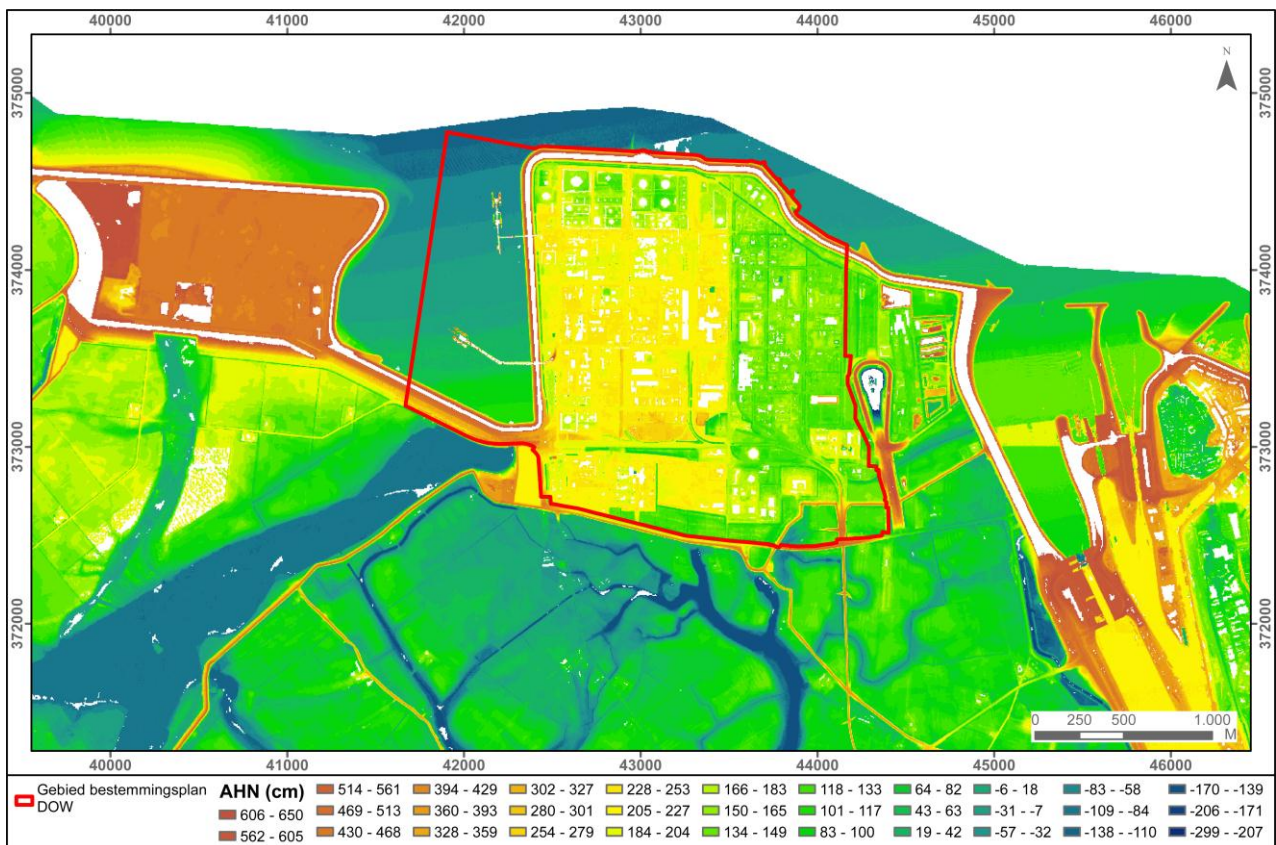 40000 41000 42000 43000 44000 45000 46000
N
375000 375000
374000 374000
373000 373000
372000 372000
0 250 500 1.000
M
40000 41000 42000 43000 44000 45000 46000
Gebied bestemmingsplan
DOW
AHN (cm)
606 - 650
562 - 605
514 - 561
469 - 513
430 - 468
394 - 429
360 - 393
328 - 359
302 - 327
280 - 301
254 - 279
228 - 253
205 - 227
184 - 204
166 - 183
150 - 165
134 - 149
118 - 133
101 - 117
83 - 100
64 - 82
43 - 63
19 - 42
-6 - 18
-31 - -7
-57 - -32
-83 - -58
-109 - -84
-138 - -110
-170 - -139
-206 - -171
-299 - -207